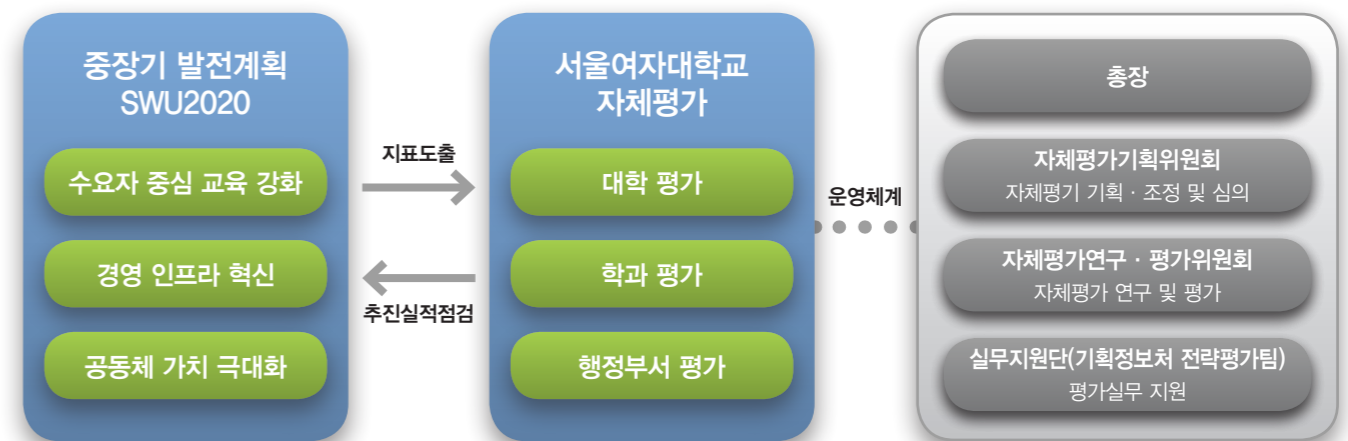 중장기 발전계획
SWU2020
수요자 중심 교육 강화
경영 인프라 혁신
공동체 가치 극대화
지표도출
추진실적점검
서울여자대학교
자체평가
대학 평가
학과 평가
행정부서 평가
운영체계
총장
자체평가기획위원회
자체평기 기획 · 조정 및 심의
자체평가연구 · 평가위원회
자체평가 연구 및 평가
실무지원단(기획정보처 전략평가팀)
평가실무 지원